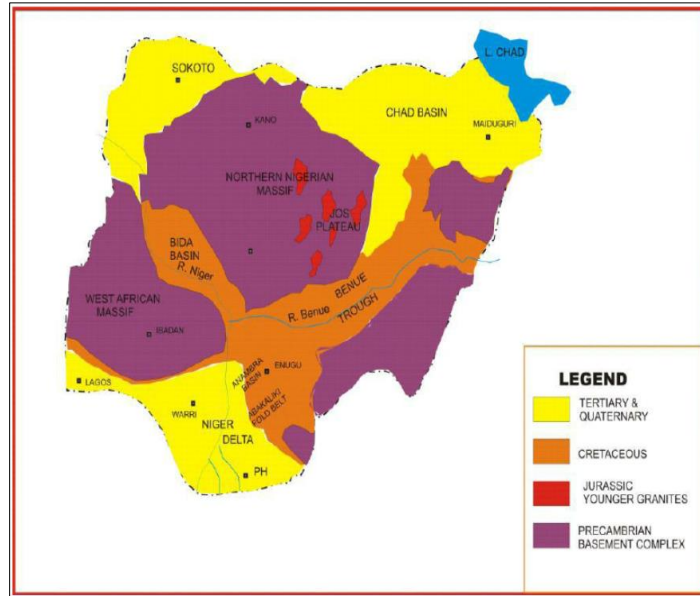 L. CHAD
SOKOTO
CHAD BASIN
KANO
MAIDUGURI
NORTHERN NIGERIAN
MASSIF
JOS
PLATEAU
BIDA
BASIN
R. Niger
BENUE
TROUGH
R. Benue
WEST AFRICAN
MASSIF
IBADAN
ENUGU
ANAMBRA
BASIN
LAGOS
ABAKALIKI
FOLD BELT
WARRI
NIGER
DELTA
PH
LEGEND
TERTIARY &
QUATERNARY
CRETACEOUS
JURASSIC
YOUNGER GRANITES
PRECAMBRIAN
BASEMENT COMPLEX